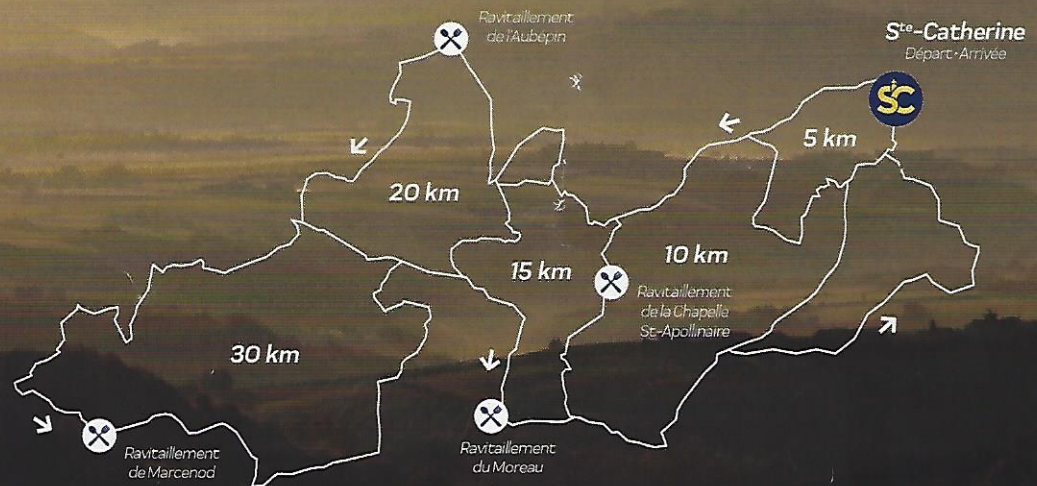 Ravitaillement
de l'Aubépin
Ste-Catherine
Départ • Arrivée
SC
5 km
20 km
15 km
10 km
Ravitaillement
de la Chapelle
St-Apollinaire
30 km
Ravitaillement
de Marcenod
Ravitaillement
du Moreau